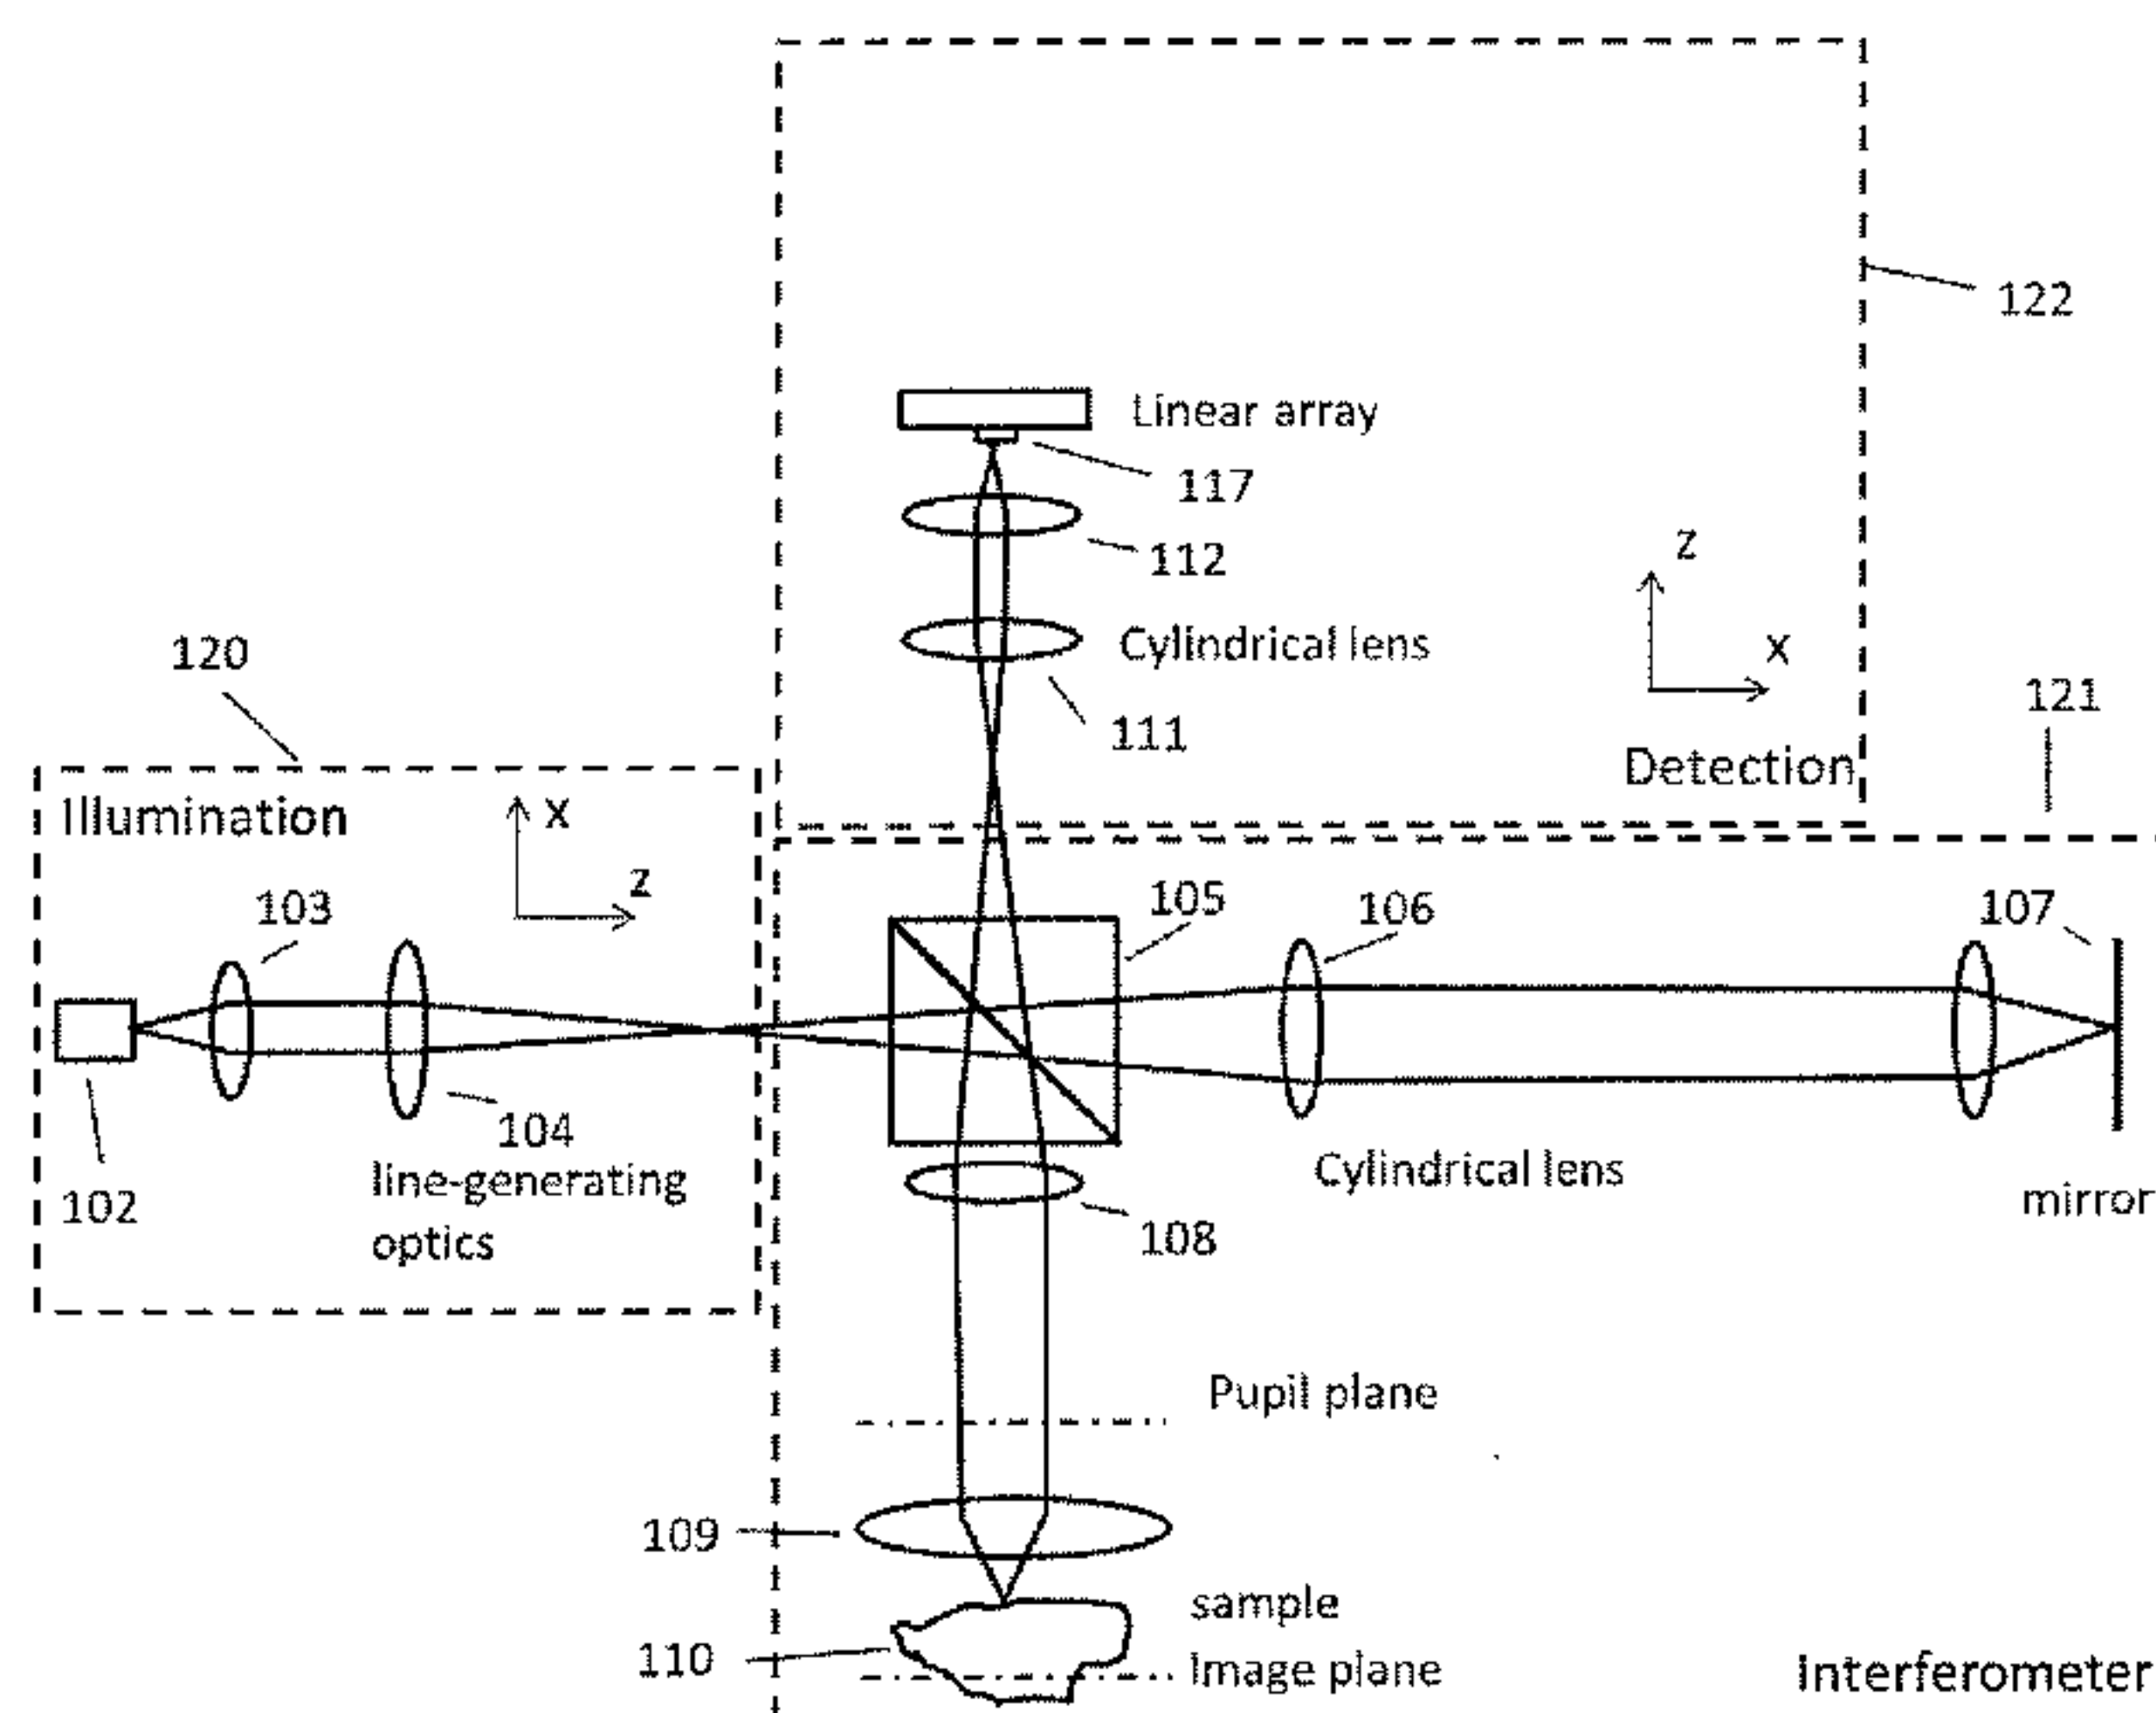 122
Linear array
117
112
Z
Cylindrical lens
X
111
121
Detection
120
Illumination
X
Z
103
105
106
107
104
line-generating
optics
102
Cylindrical lens
mirror
108
Pupil plane
109
sample
110
Image plane
Interferometer